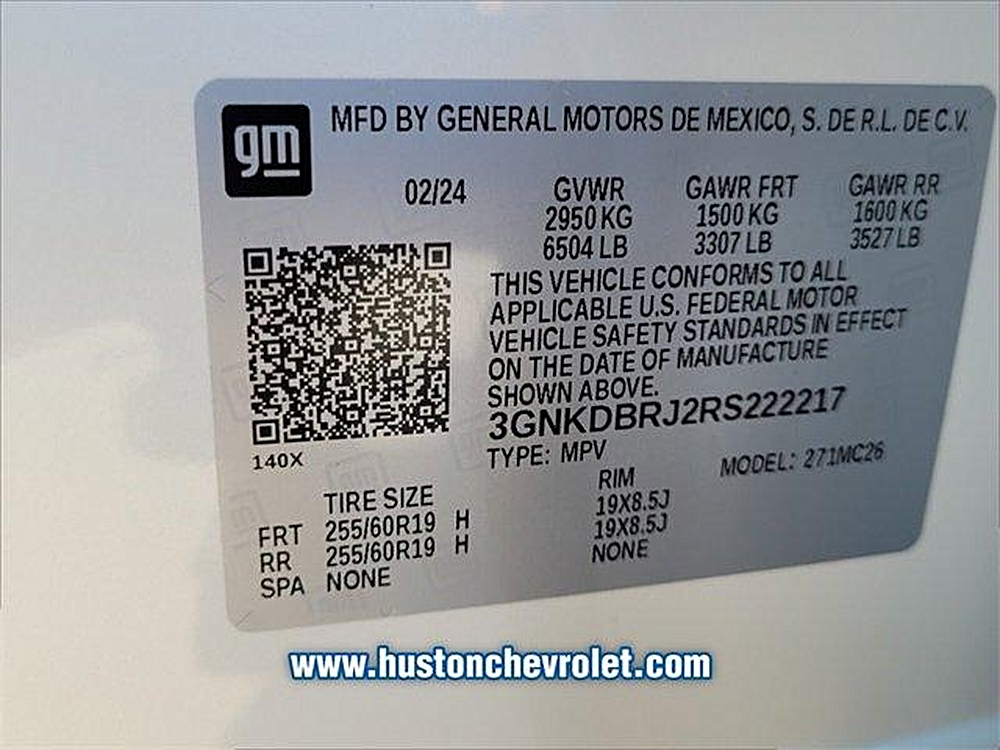 gm
MFD BY GENERAL MOTORS DE MEXICO, S. DE R.L. DE C.V.
02/24 GVWR GAWR FRT GAWR RR
2950 KG 1500 KG 1600 KG
6504 LB 3307 LB 3527 LB
THIS VEHICLE CONFORMS TO ALL
APPLICABLE U.S. FEDERAL MOTOR
VEHICLE SAFETY STANDARDS IN EFFECT
ON THE DATE OF MANUFACTURE
SHOWN ABOVE.
3GNKDBRJ2RS222217
140X
TYPE: MPV MODEL: 271MC26
TIRE SIZE RIM
FRT 255/60R19 H 19X8.5J
RR 255/60R19 H 19X8.5J
SPA NONE NONE
www.hustonchevrolet.com